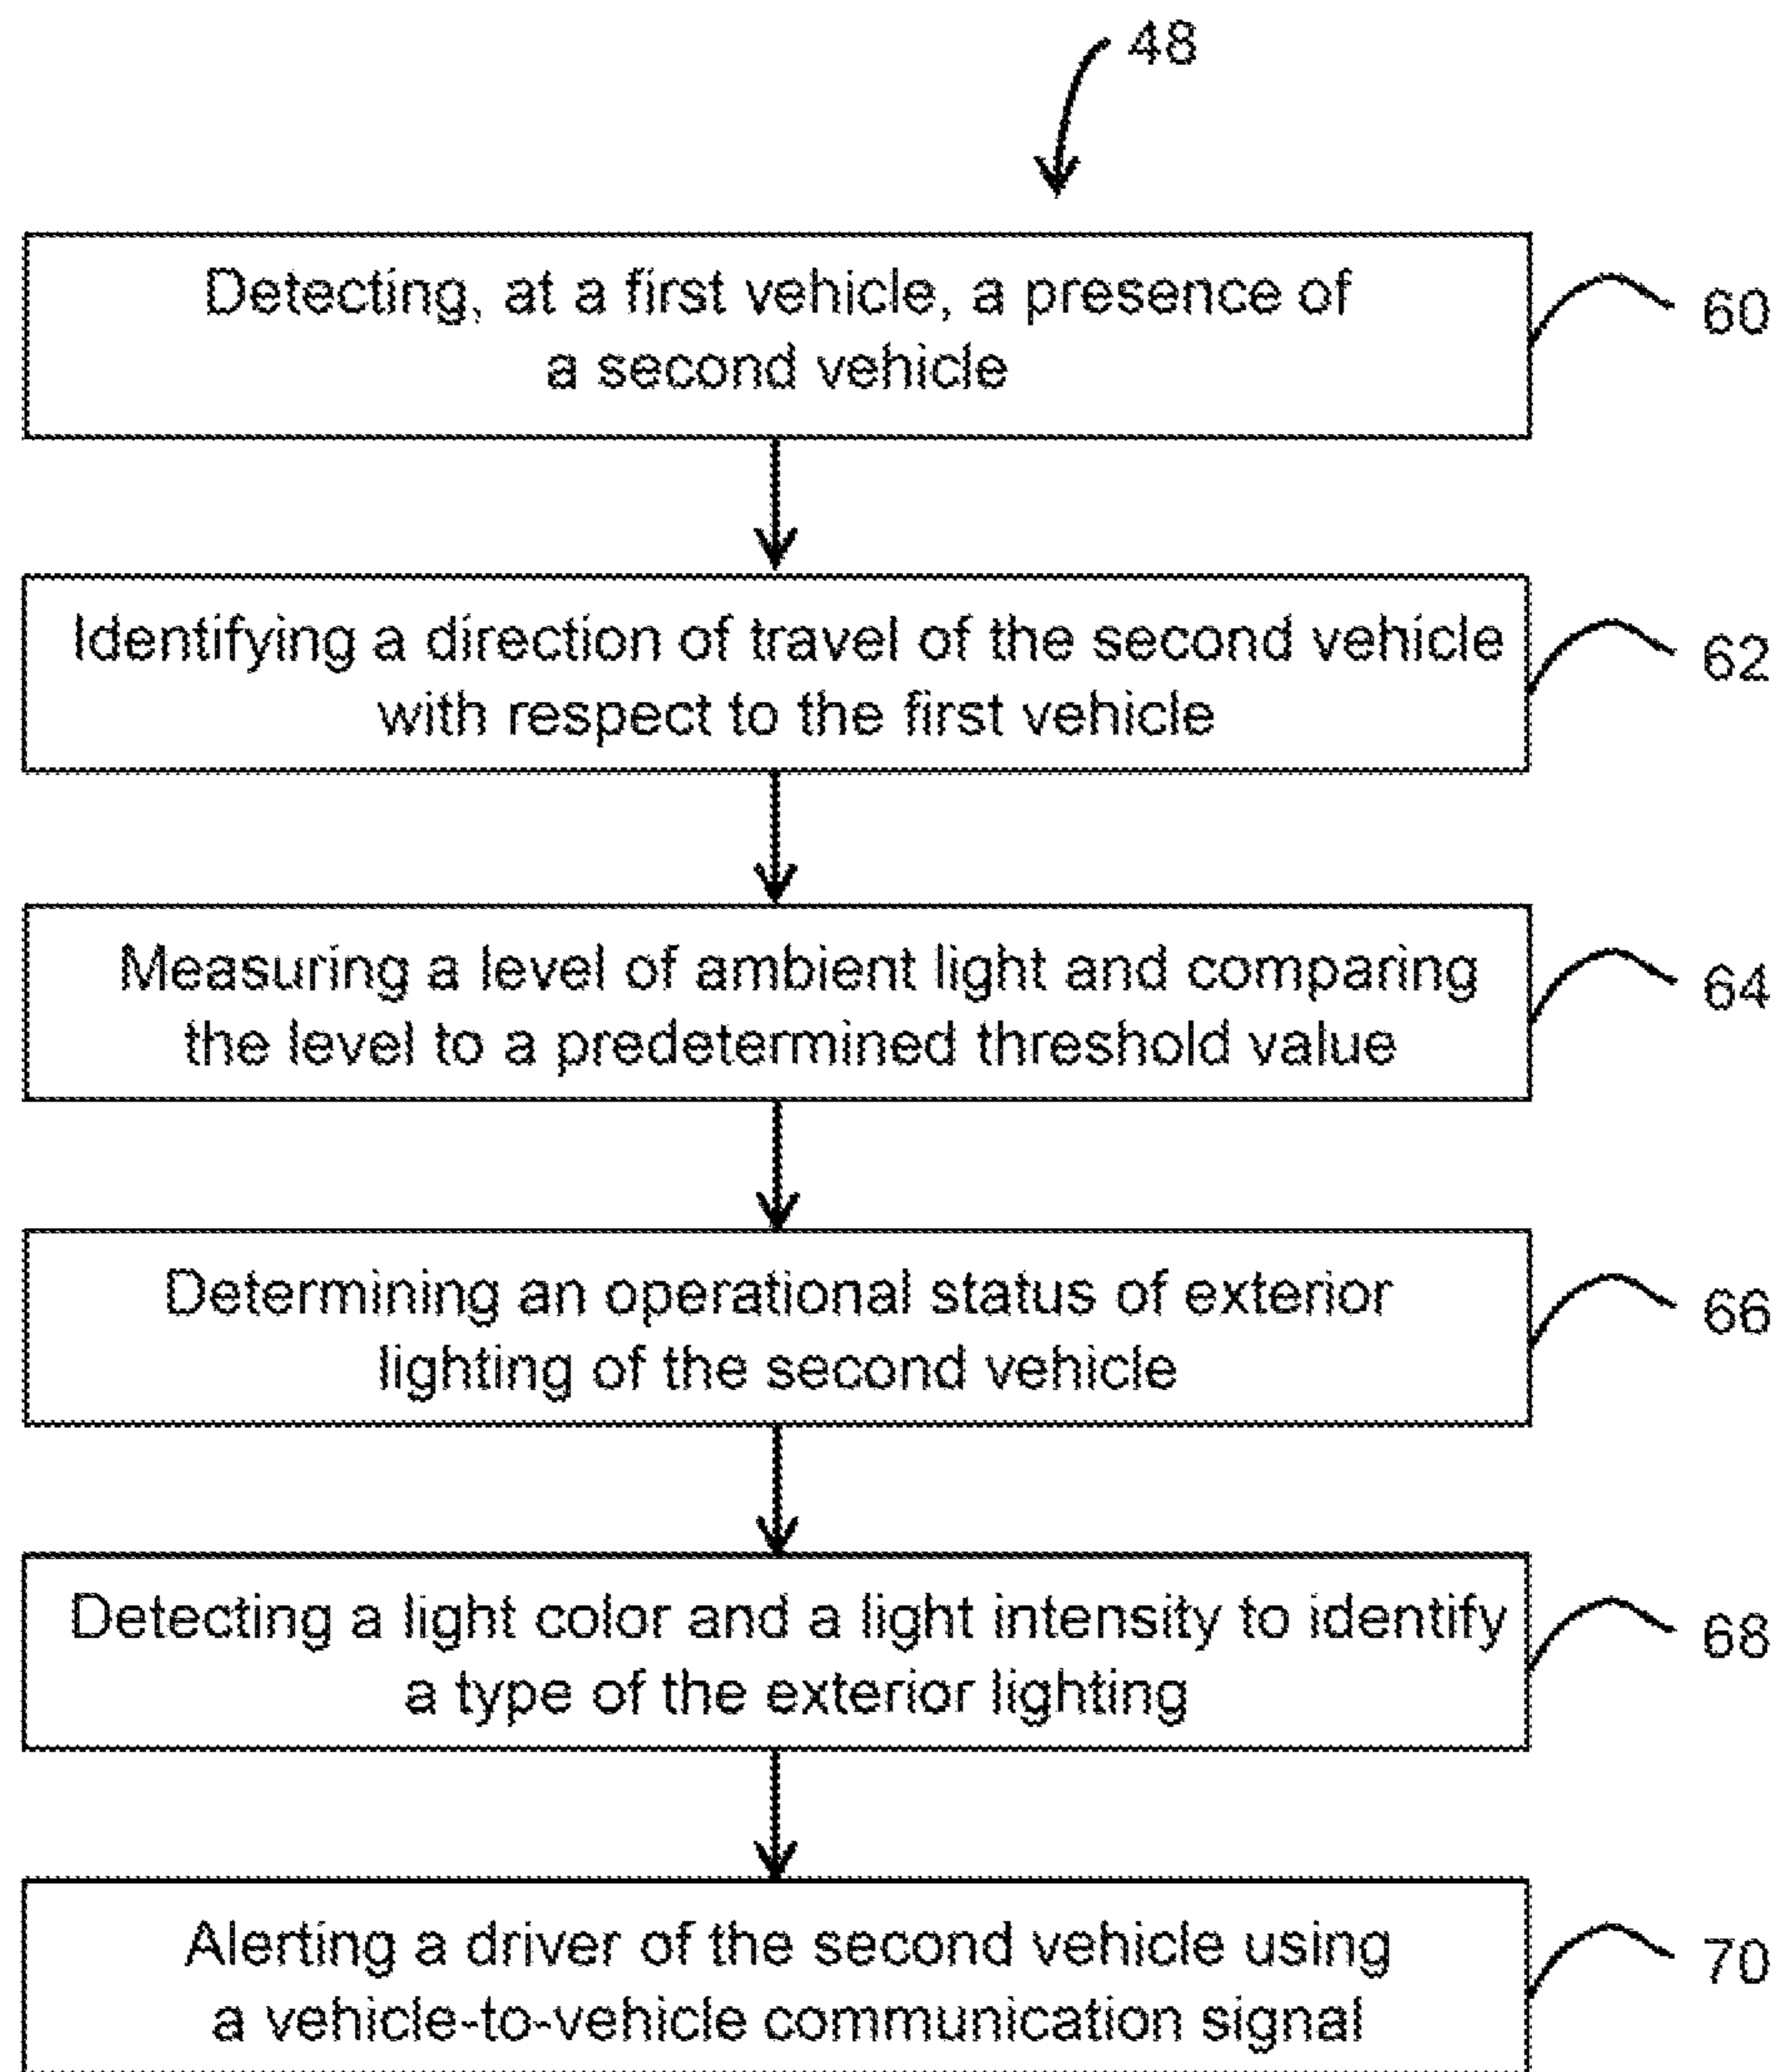 48
Detecting, at a first vehicle, a presence of
a second vehicle
60
Identifying a direction of travel of the second vehicle
with respect to the first vehicle
62
Measuring a level of ambient light and comparing
the level to a predetermined threshold value
64
Determining an operational status of exterior
lighting of the second vehicle
66
Detecting a light color and a light intensity to identify
a type of the exterior lighting
68
Alerting a driver of the second vehicle using
a vehicle-to-vehicle communication signal
70